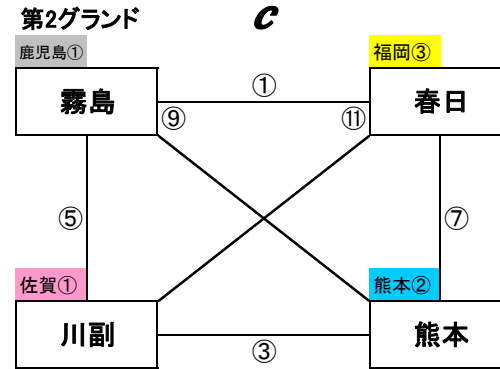 第2グランド C
鹿児島① 福岡③
霧島 ① 春日
⑨ ⑪
⑤ ⑦
佐賀① 熊本②
川副 ③ 熊本